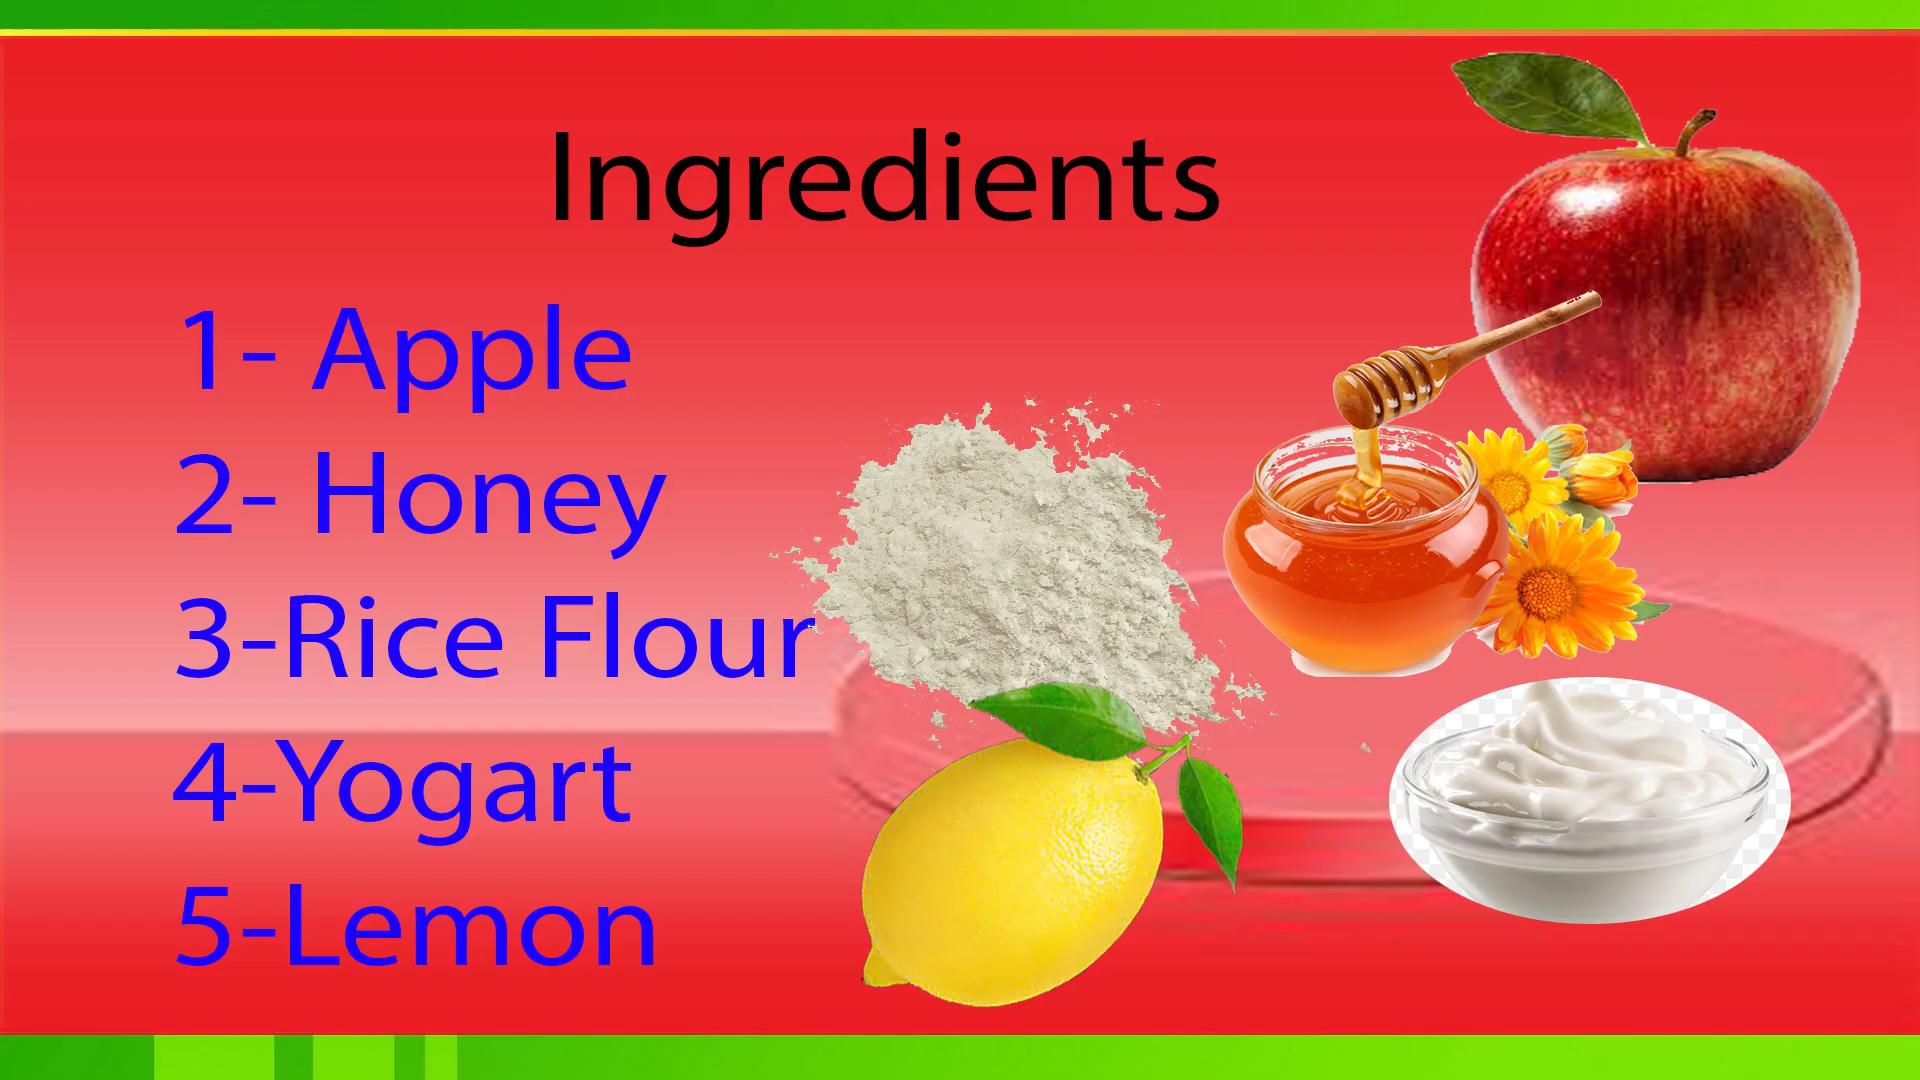 Ingredients
1- Apple
2- Honey
3-Rice Flour
4-Yogart
5-Lemon